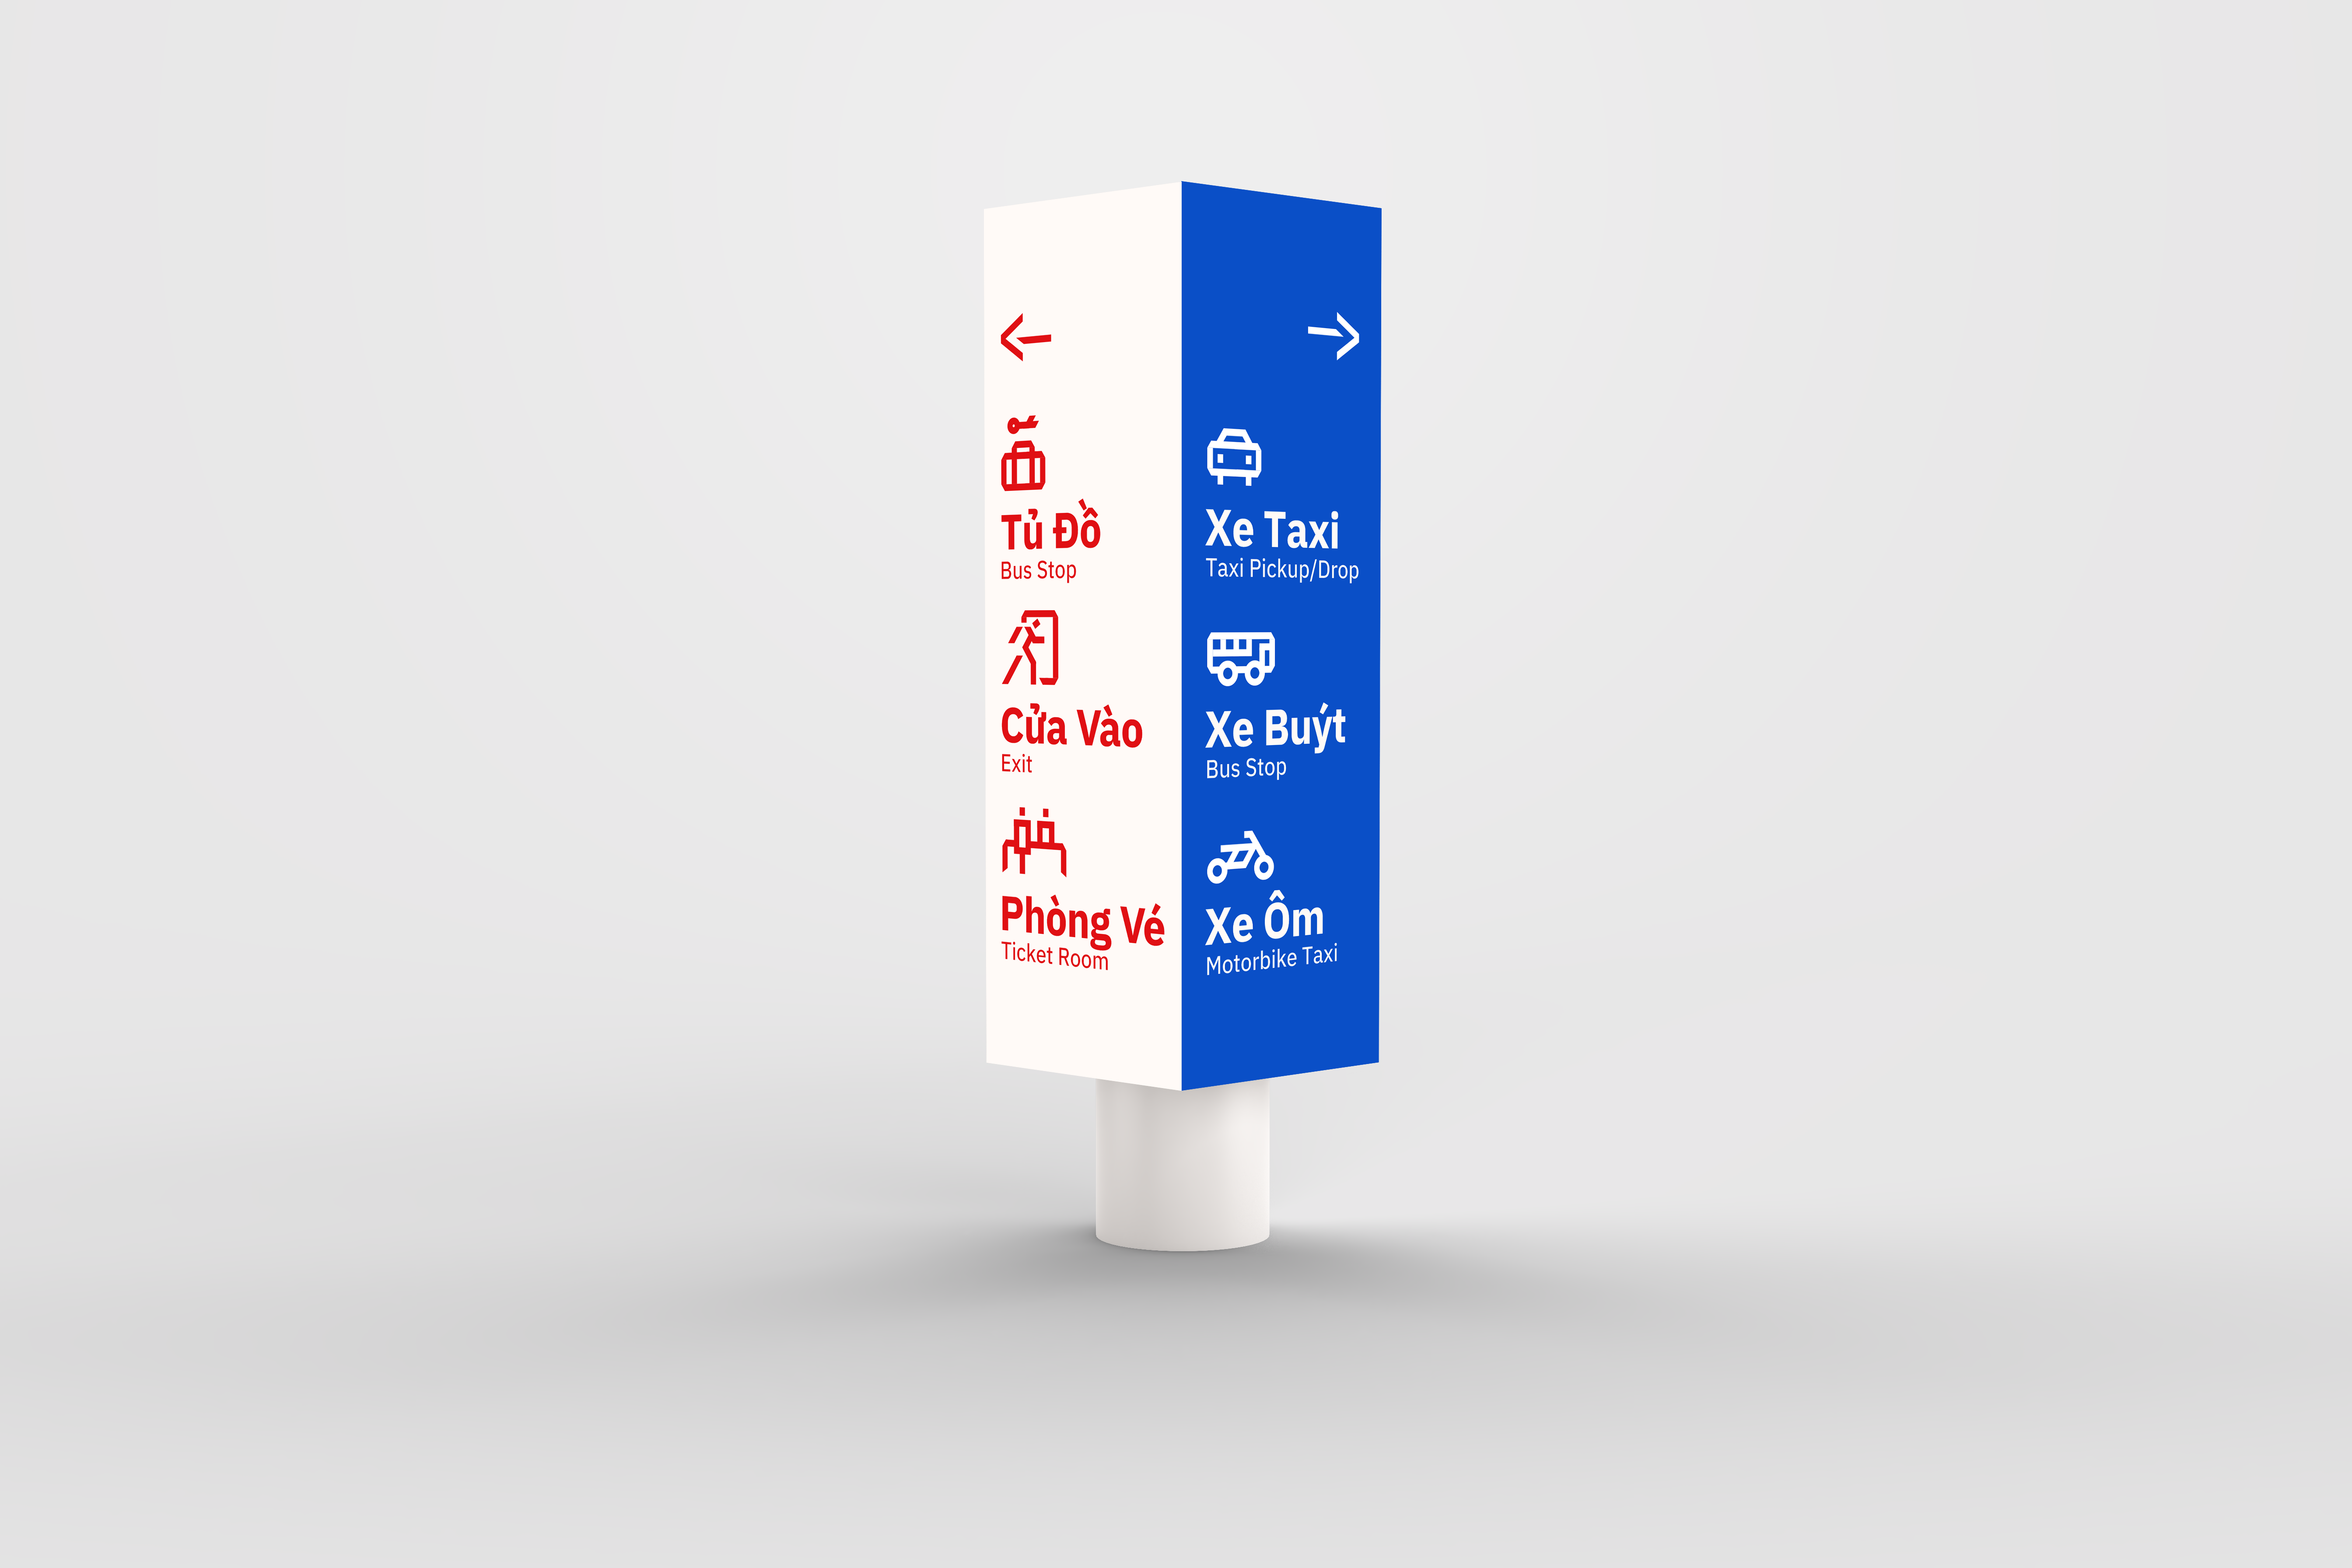 Tủ Đồ
Bus Stop
Cửa Vào
Exit
Phòng Vé
Ticket Room
Xe Taxi
Taxi Pickup/Drop
Xe Buýt
Bus Stop
Xe Ôm
Motorbike Taxi